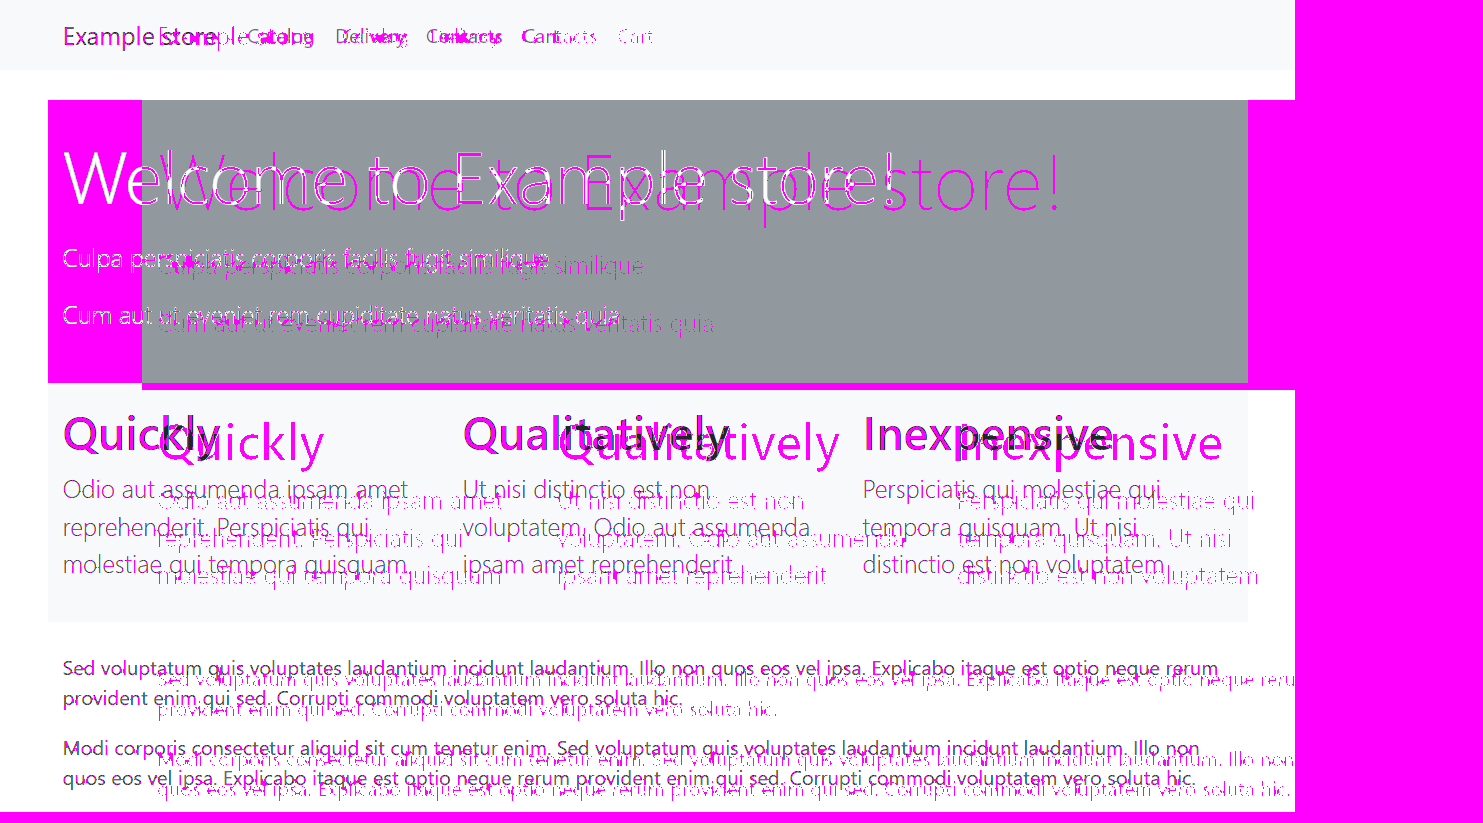 Example store Catalog Delivery Contacts Cart
Welcome to Example store!
Culpa perspiciatis corporis facilis fugit similique
Cum aut ut eveniet rem cupiditate natus veritatis quia
Quickly
Odio aut assumenda ipsam amet
reprehenderit. Perspiciatis qui
molestiae qui tempora quisquam.
Qualitatively
Ut nisi distinctio est non
voluptatem. Odio aut assumenda
ipsam amet reprehenderit
Inexpensive
Perspiciatis qui molestiae qui
tempora quisquam. Ut nisi
distinctio est non voluptatem
Sed voluptatum quis voluptates laudantium incidunt laudantium. Illo non quos eos vel ipsa. Explicabo itaque est optio neque rerum
provident enim qui sed. Corrupti commodi voluptatem vero soluta hic.
Modi corporis consectetur aliquid sit cum tenetur enim. Sed voluptatum quis voluptates laudantium incidunt laudantium. Illo non
quos eos vel ipsa. Explicabo itaque est optio neque rerum provident enim qui sed. Corrupti commodi voluptatem vero soluta hic.